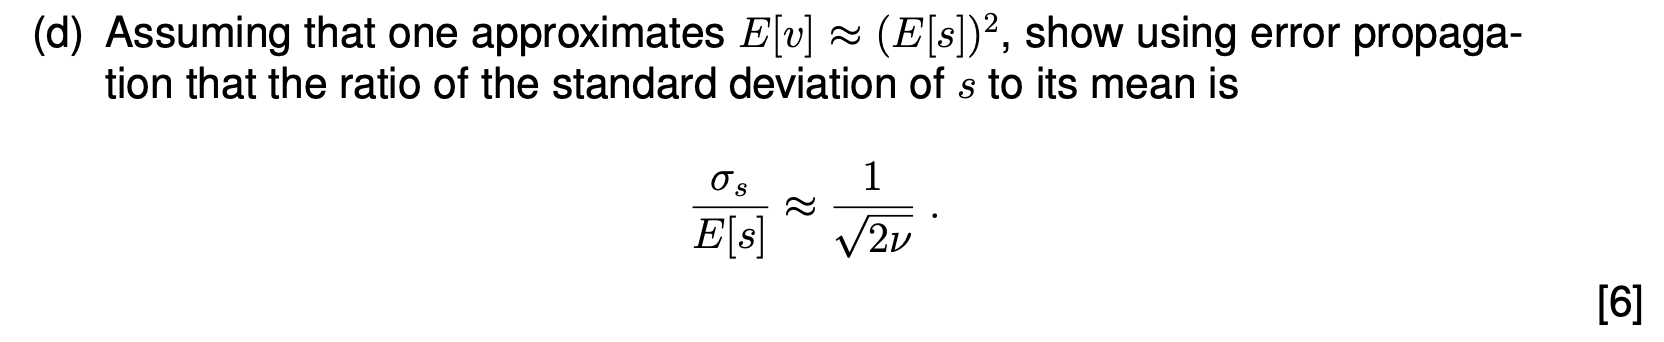 (d) Assuming that one approximates E[v] ≈ (E[s])², show using error propaga-
tion that the ratio of the standard deviation of s to its mean is
σₛ / E[s] ≈ 1 / √2ν .
[6]